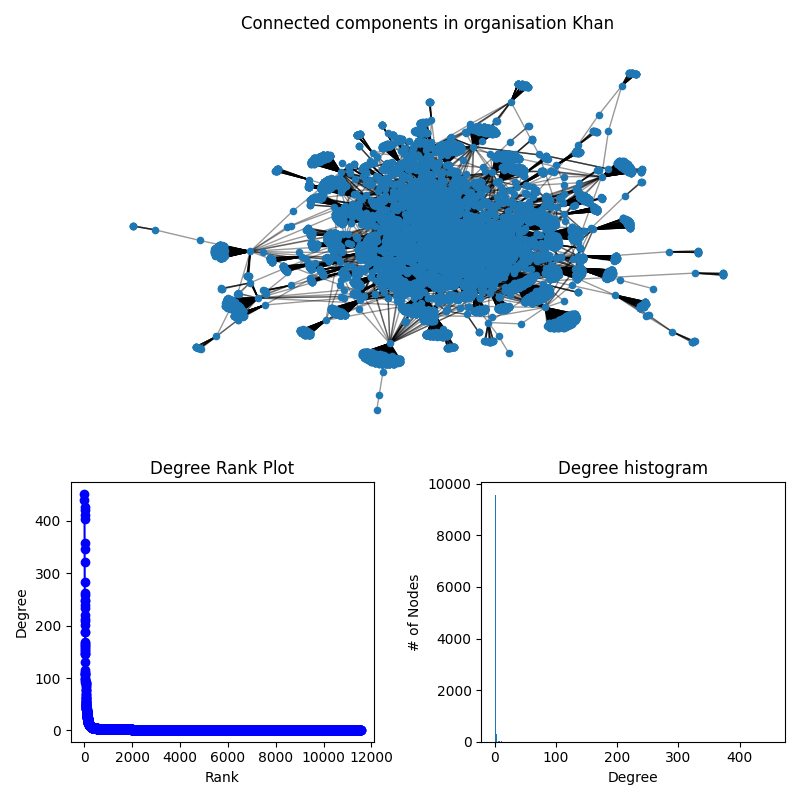 Connected components in organisation Khan
Degree Rank Plot
Degree
400
300
200
100
0
0 2000 4000 6000 8000 10000 12000
Rank
Degree histogram
# of Nodes
10000
8000
6000
4000
2000
0
0 100 200 300 400
Degree